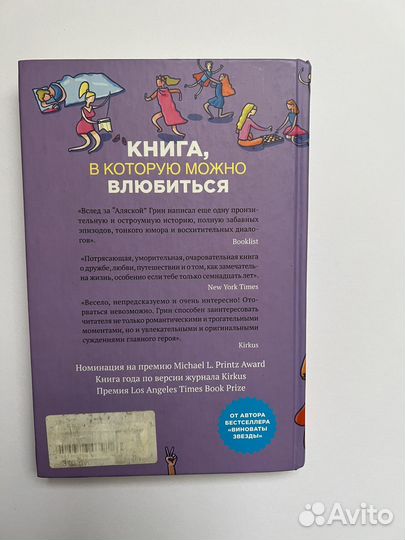 КНИГА,
В КОТОРУЮ МОЖНО
ВЛЮБИТЬСЯ
«Вслед за "Аляской" Грин написал еще одну пронзи-
тельную и остроумную историю, полную забавных
эпизодов, тонкого юмора и восхитительных диало-
гов».
Booklist
«Потрясающая, уморительная, очаровательная книга
о дружбе, любви, путешествии и о том, как замечатель-
на жизнь, особенно если тебе только семнадцать лет».
New York Times
«Весело, непредсказуемо и очень интересно! Ото-
рваться невозможно. Грин способен заинтересовать
читателя не только романтическими и трогательными
моментами, но и увлекательными и оригинальными
суждениями главного героя».
Kirkus
Номинация на премию Michael L. Printz Award
Книга года по версии журнала Kirkus
Премия Los Angeles Times Book Prize
ОТ АВТОРА
БЕСТСЕЛЛЕРА
«ВИНОВАТЫ
ЗВЕЗДЫ»
Avito